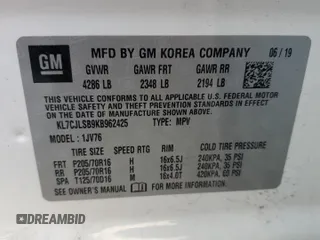 GM
MFD BY GM KOREA COMPANY 06/19
GVWR GAWR FRT GAWR RR
4286 LB 2348 LB 2194 LB
THIS VEHICLE CONFORMS TO ALL APPLICABLE U.S. FEDERAL MOTOR
VEHICLE SAFETY, BUMPER, AND THEFT PREVENTION STANDARDS
IN EFFECT ON THE DATE OF MANUFACTURE SHOWN ABOVE.
KL7CJLSB9KB962425 TYPE: MPV
MODEL: 1JV76
TIRE SIZE SPEED RTG RIM COLD TIRE PRESSURE
FRT P205/70R16 H 16x6.5J 240KPA, 35 PSI
RR P205/70R16 H 16x6.5J 240KPA, 35 PSI
SPA T125/70D16 M 16x4.0T 420KPA, 60 PSI
SEE OWNER'S MANUAL FOR ADDITIONAL INFORMATION.
DREAMBID